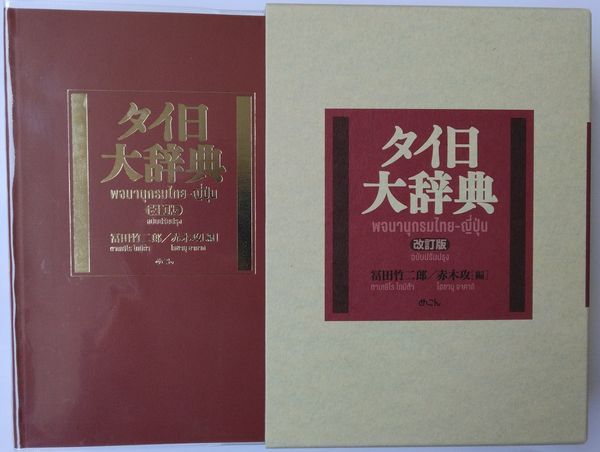 タイ日
大辞典
พจนานุกรมไทย-ญี่ปุ่น
改訂版
ฉบับปรับปรุง
冨田竹二郎／赤木攻[編]
ทาเคจิโร โทมิตะ โอซามุ อาคากิ
めこん
タイ日
大辞典
พจนานุกรมไทย-ญี่ปุ่น
改訂版
ฉบับปรับปรุง
冨田竹二郎／赤木攻[編]
ทาเคจิโร โทมิตะ โอซามุ อาคากิ
めこん